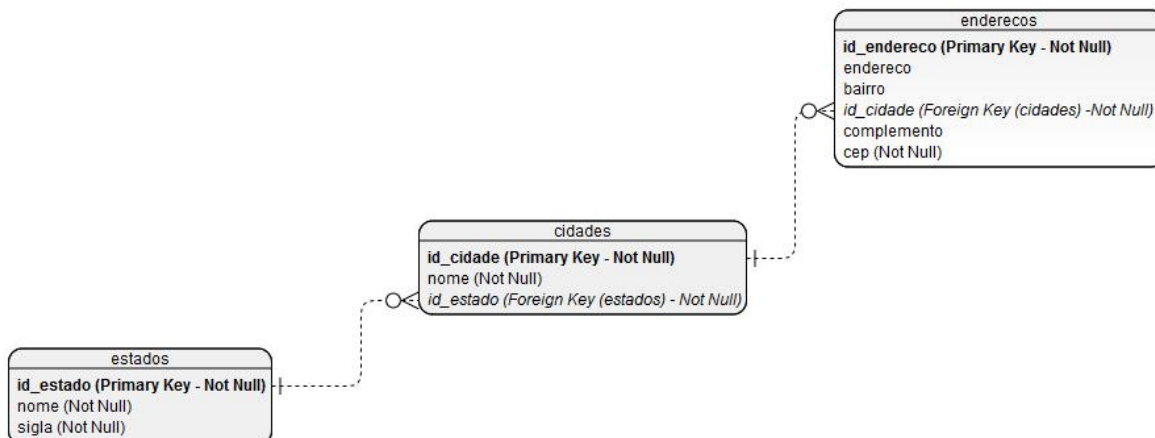 enderecos
id_endereco (Primary Key - Not Null)
endereco
bairro
id_cidade (Foreign Key (cidades) -Not Null)
complemento
cep (Not Null)
cidades
id_cidade (Primary Key - Not Null)
nome (Not Null)
id_estado (Foreign Key (estados) - Not Null)
estados
id_estado (Primary Key - Not Null)
nome (Not Null)
sigla (Not Null)